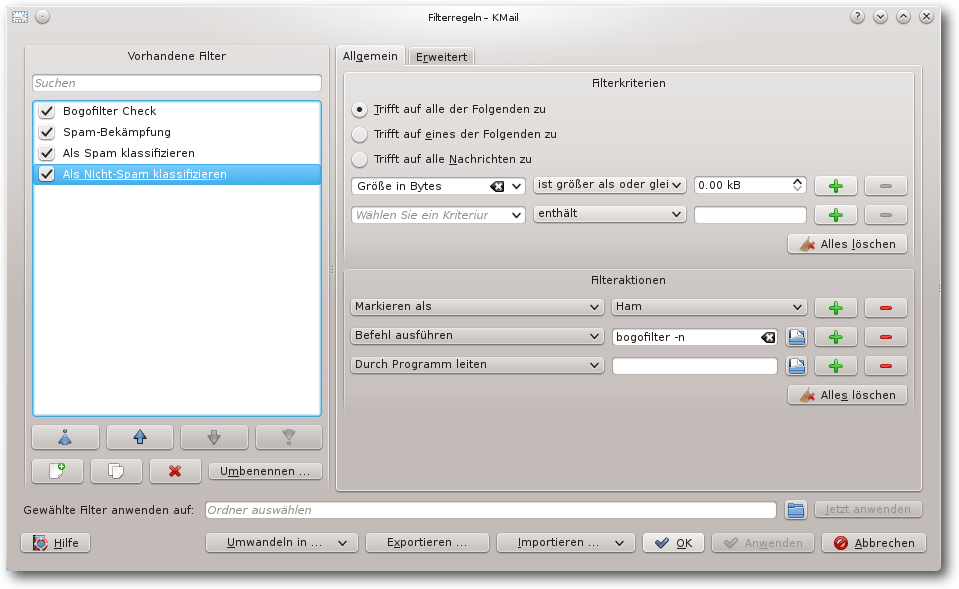 Filterregeln – KMail
?
Vorhandene Filter
Suchen
Bogofilter Check
Spam-Bekämpfung
Als Spam klassifizieren
Als Nicht-Spam klassifizieren
Umbenennen ...
Allgemein
Erweitert
Filterkriterien
Trifft auf alle der Folgenden zu
Trifft auf eines der Folgenden zu
Trifft auf alle Nachrichten zu
Größe in Bytes
ist größer als oder glei
0.00 kB
Wählen Sie ein Kriteriur
enthält
Alles löschen
Filteraktionen
Markieren als
Ham
Befehl ausführen
bogofilter -n
Durch Programm leiten
Alles löschen
Gewählte Filter anwenden auf:
Ordner auswählen
Jetzt anwenden
Hilfe
Umwandeln in ...
Exportieren ...
Importieren ...
OK
Anwenden
Abbrechen